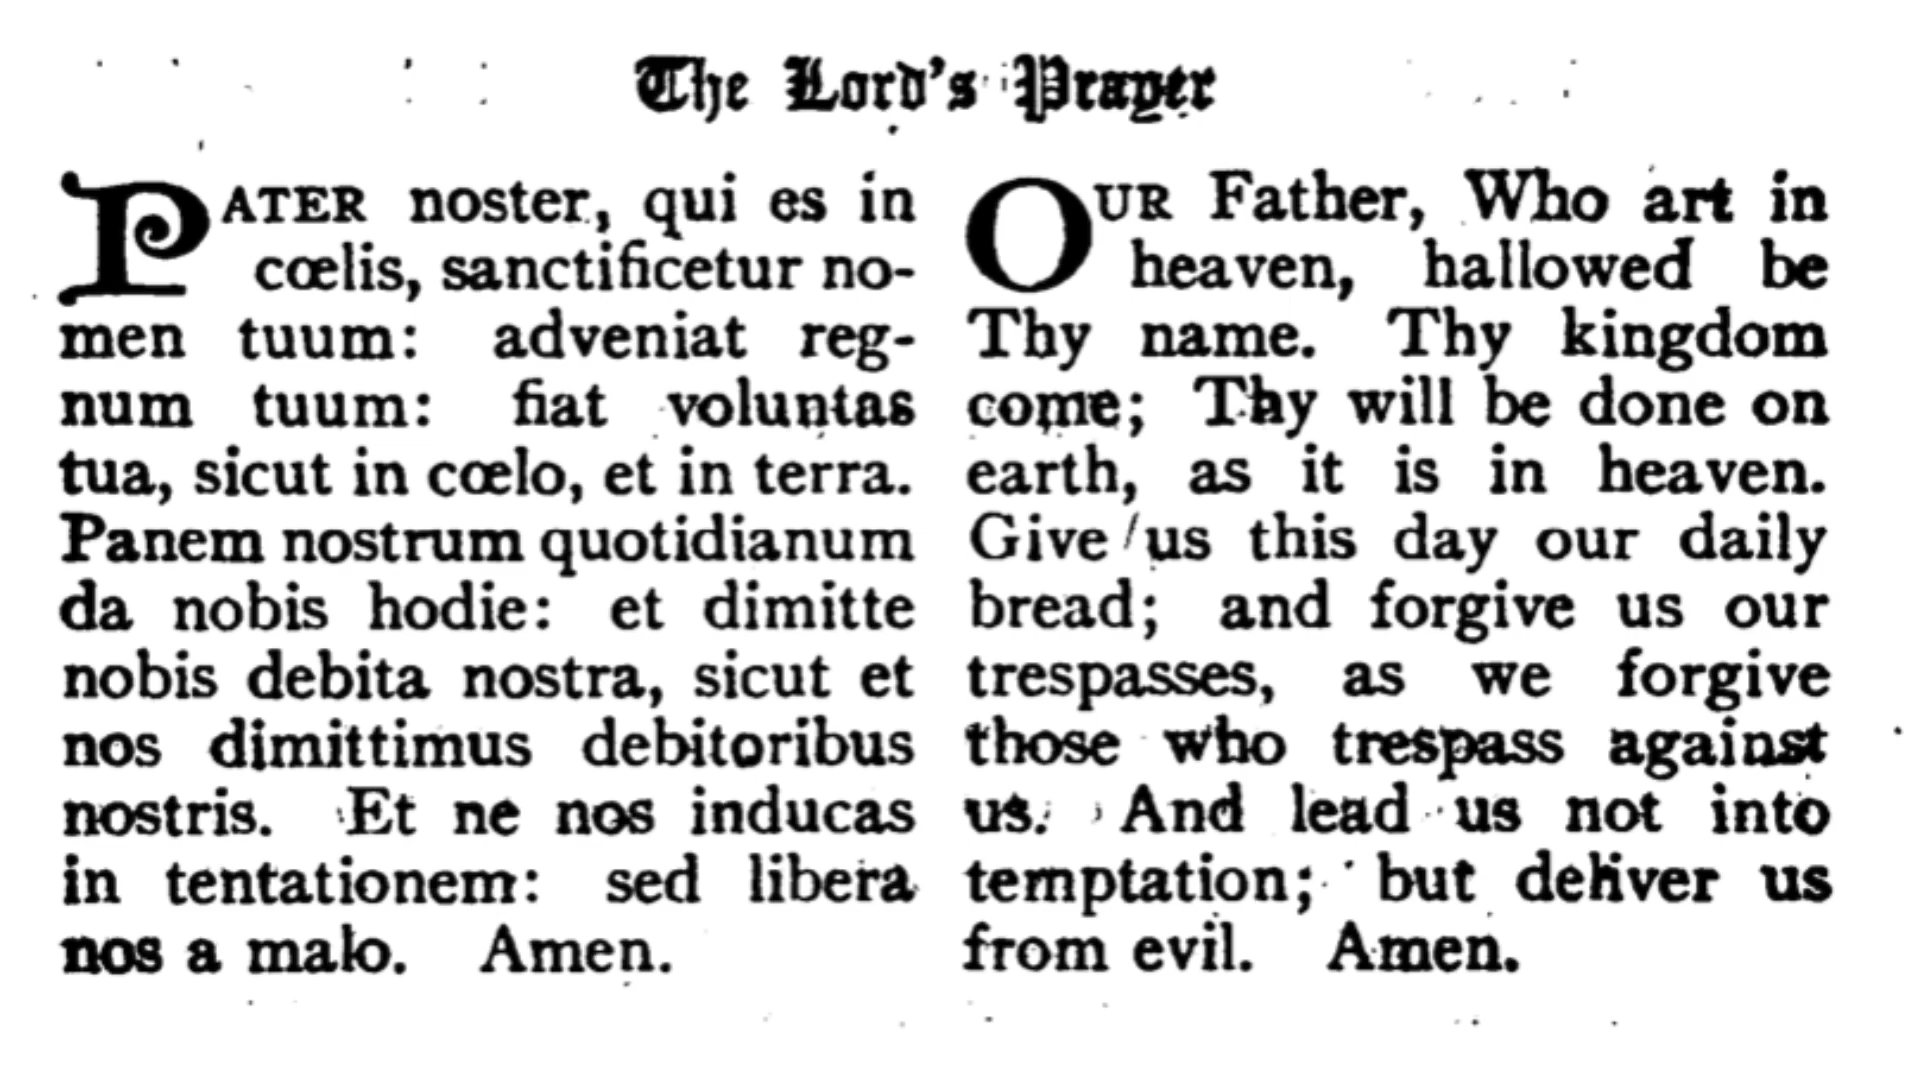 The Lord's Prayer
PATER noster, qui es in
cœlis, sanctificetur no-
men tuum: adveniat reg-
num tuum: fiat voluntas
tua, sicut in cœlo, et in terra.
Panem nostrum quotidianum
da nobis hodie: et dimitte
nobis debita nostra, sicut et
nos dimittimus debitoribus
nostris. Et ne nos inducas
in tentationem: sed libera
nos a malo. Amen.
OUR Father, Who art in
heaven, hallowed be
Thy name. Thy kingdom
come; Thy will be done on
earth, as it is in heaven.
Give us this day our daily
bread; and forgive us our
trespasses, as we forgive
those who trespass against
us. And lead us not into
temptation; but deliver us
from evil. Amen.